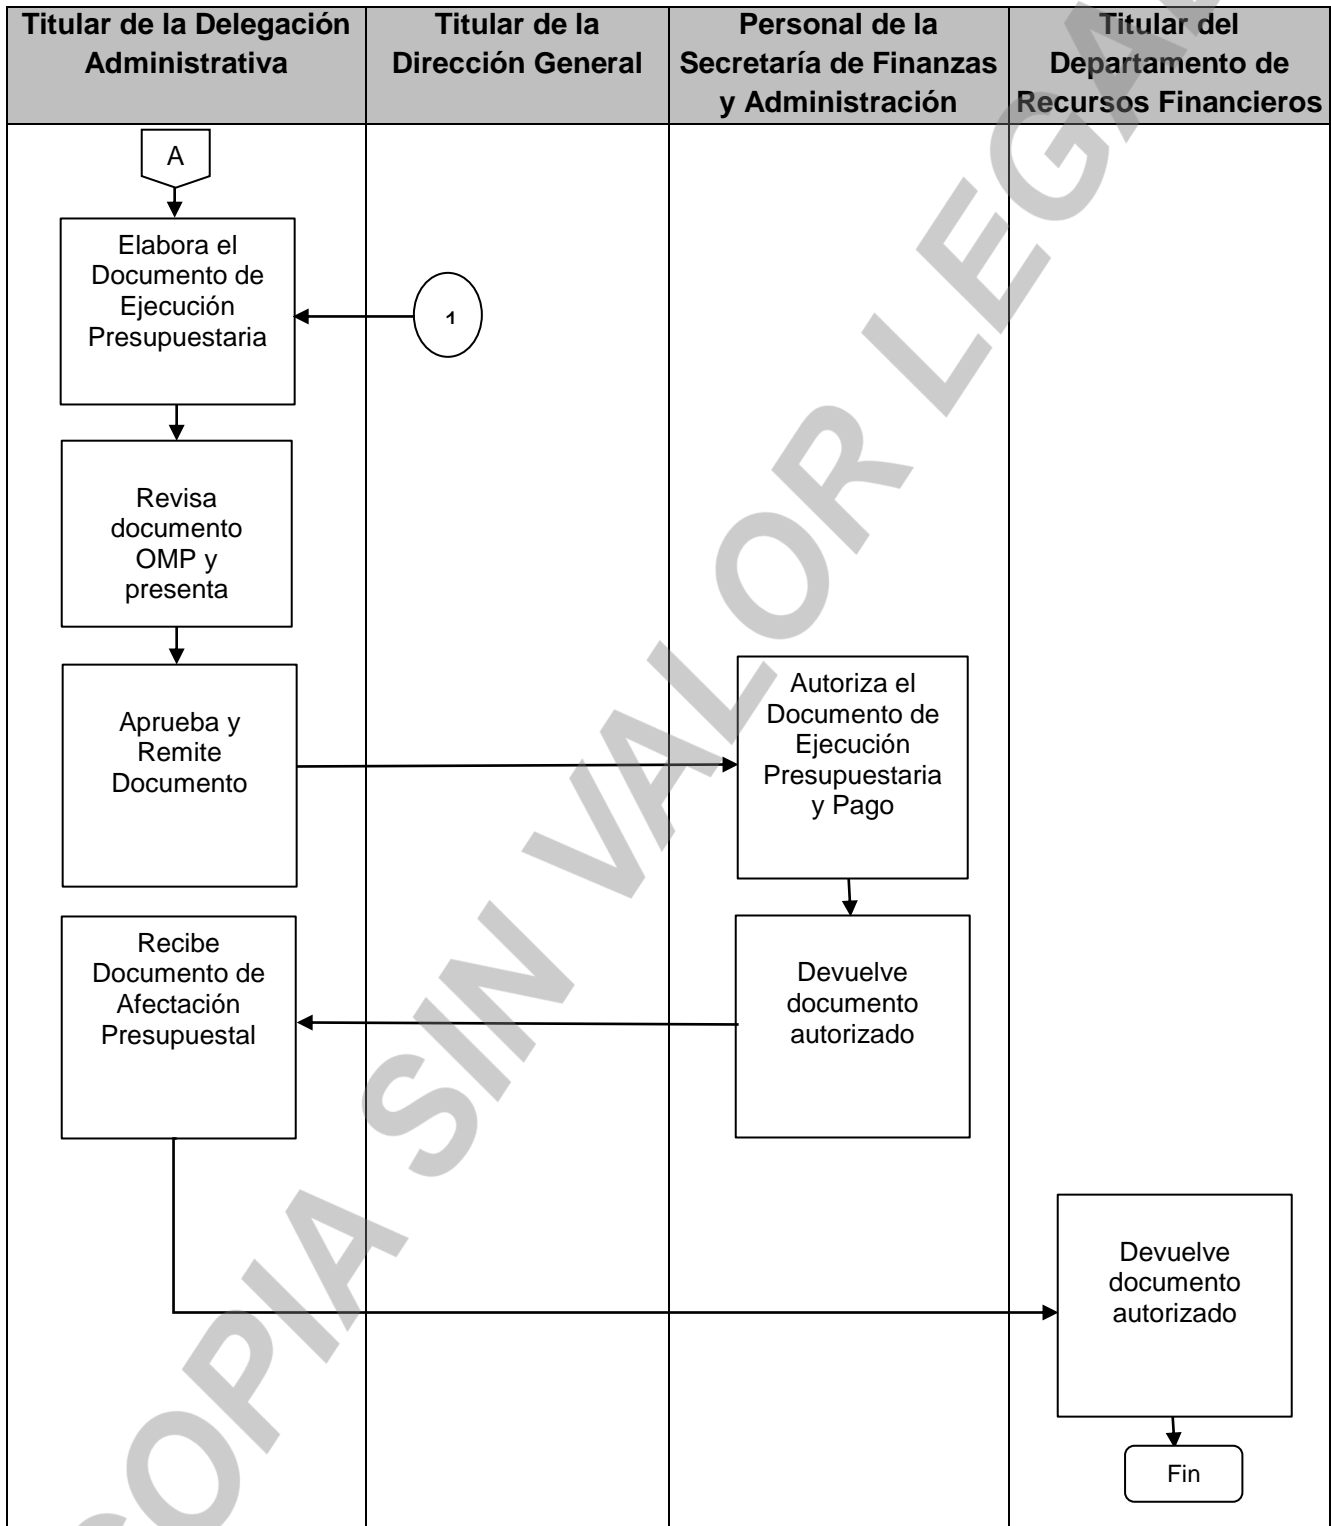 Titular de la Delegación
Administrativa
Titular de la
Dirección General
Personal de la
Secretaría de Finanzas
y Administración
Titular del
Departamento de
Recursos Financieros
A
Elabora el
Documento de
Ejecución
Presupuestaria
1
Revisa
documento
OMP y
presenta
Aprueba y
Remite
Documento
Autoriza el
Documento de
Ejecución
Presupuestaria
y Pago
Recibe
Documento de
Afectación
Presupuestal
Devuelve
documento
autorizado
Devuelve
documento
autorizado
Fin
COPIA SIN VALOR LEGAL